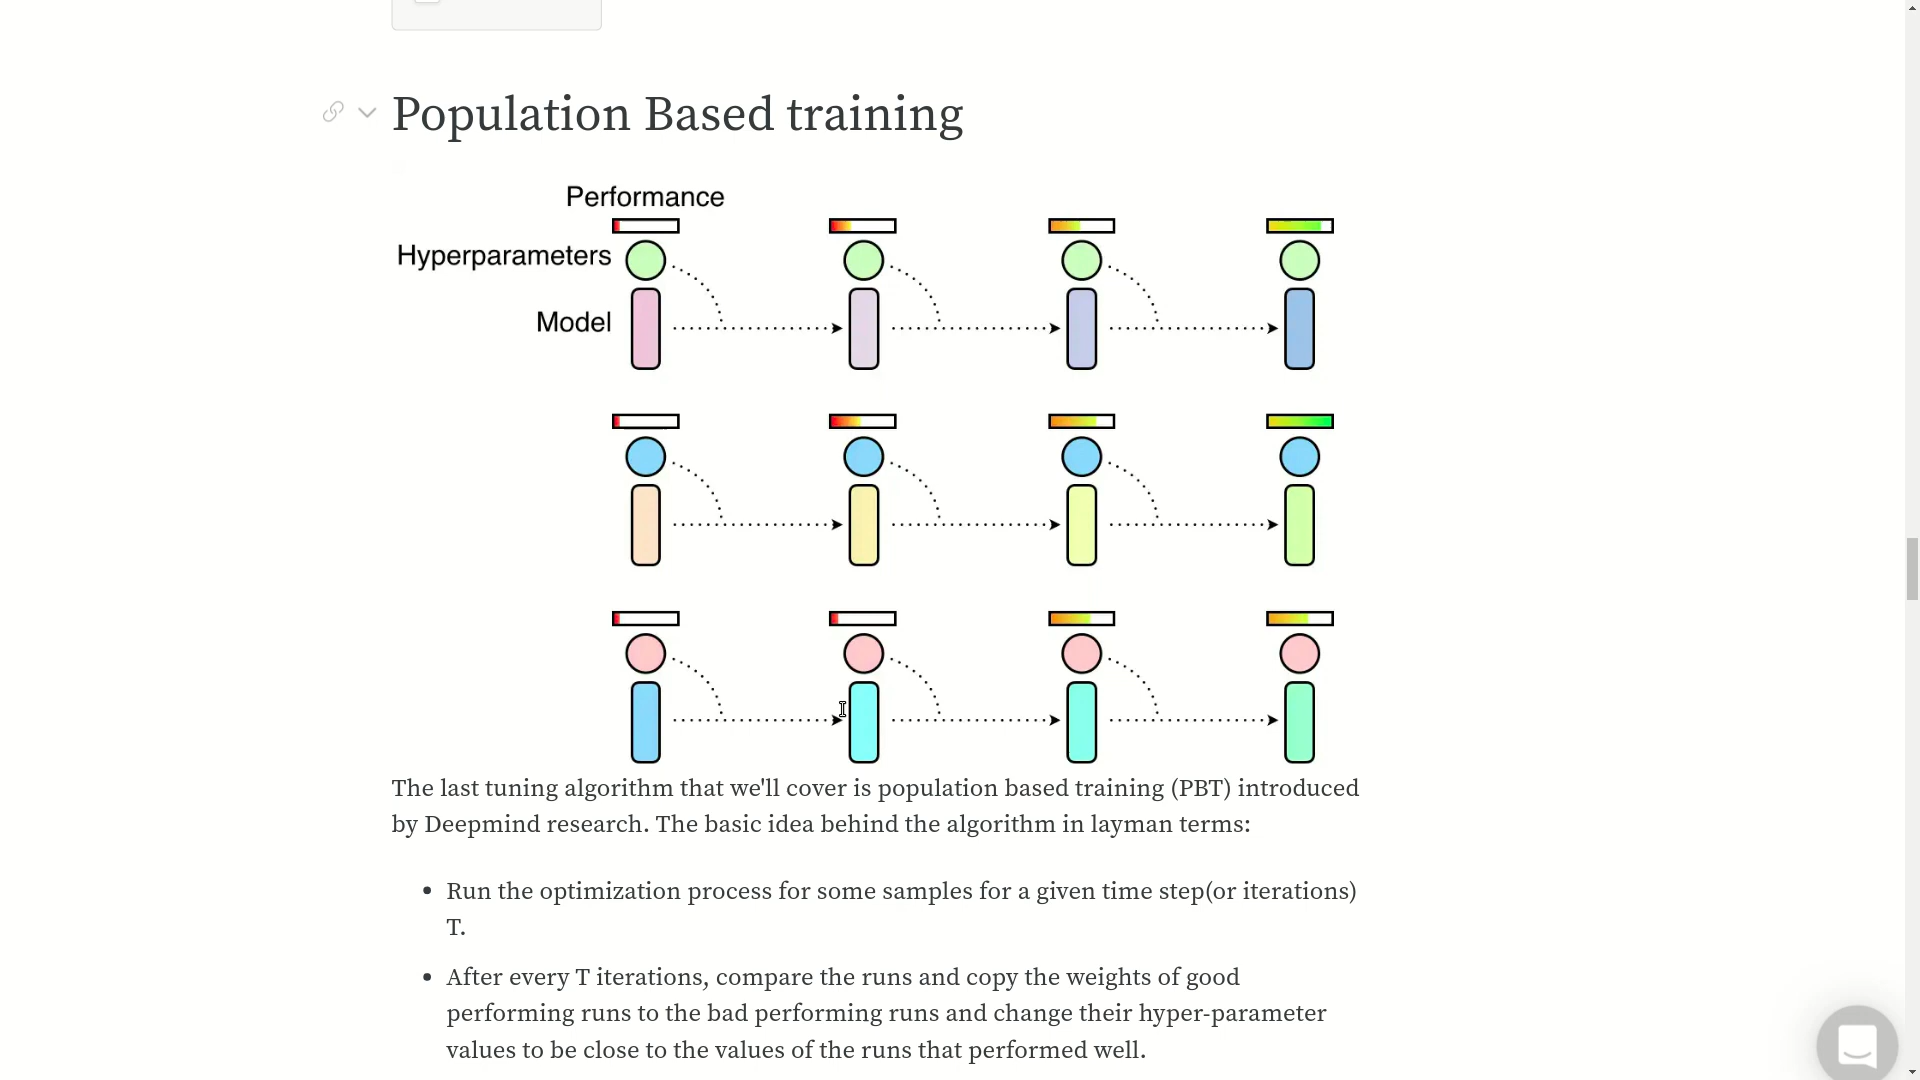 Population Based training
Performance
Hyperparameters
Model
The last tuning algorithm that we'll cover is population based training (PBT) introduced
by Deepmind research. The basic idea behind the algorithm in layman terms:
• Run the optimization process for some samples for a given time step(or iterations)
T.
• After every T iterations, compare the runs and copy the weights of good
performing runs to the bad performing runs and change their hyper-parameter
values to be close to the values of the runs that performed well.